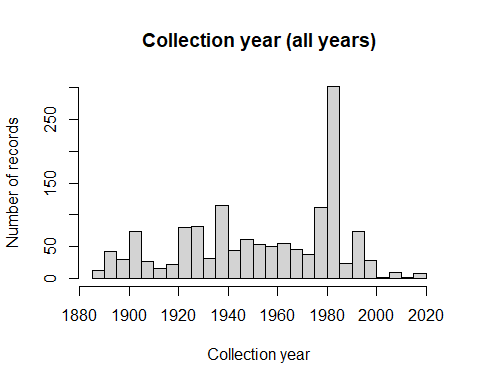 Collection year (all years)
Number of records
250
150
50
0
1880 1900 1920 1940 1960 1980 2000 2020
Collection year